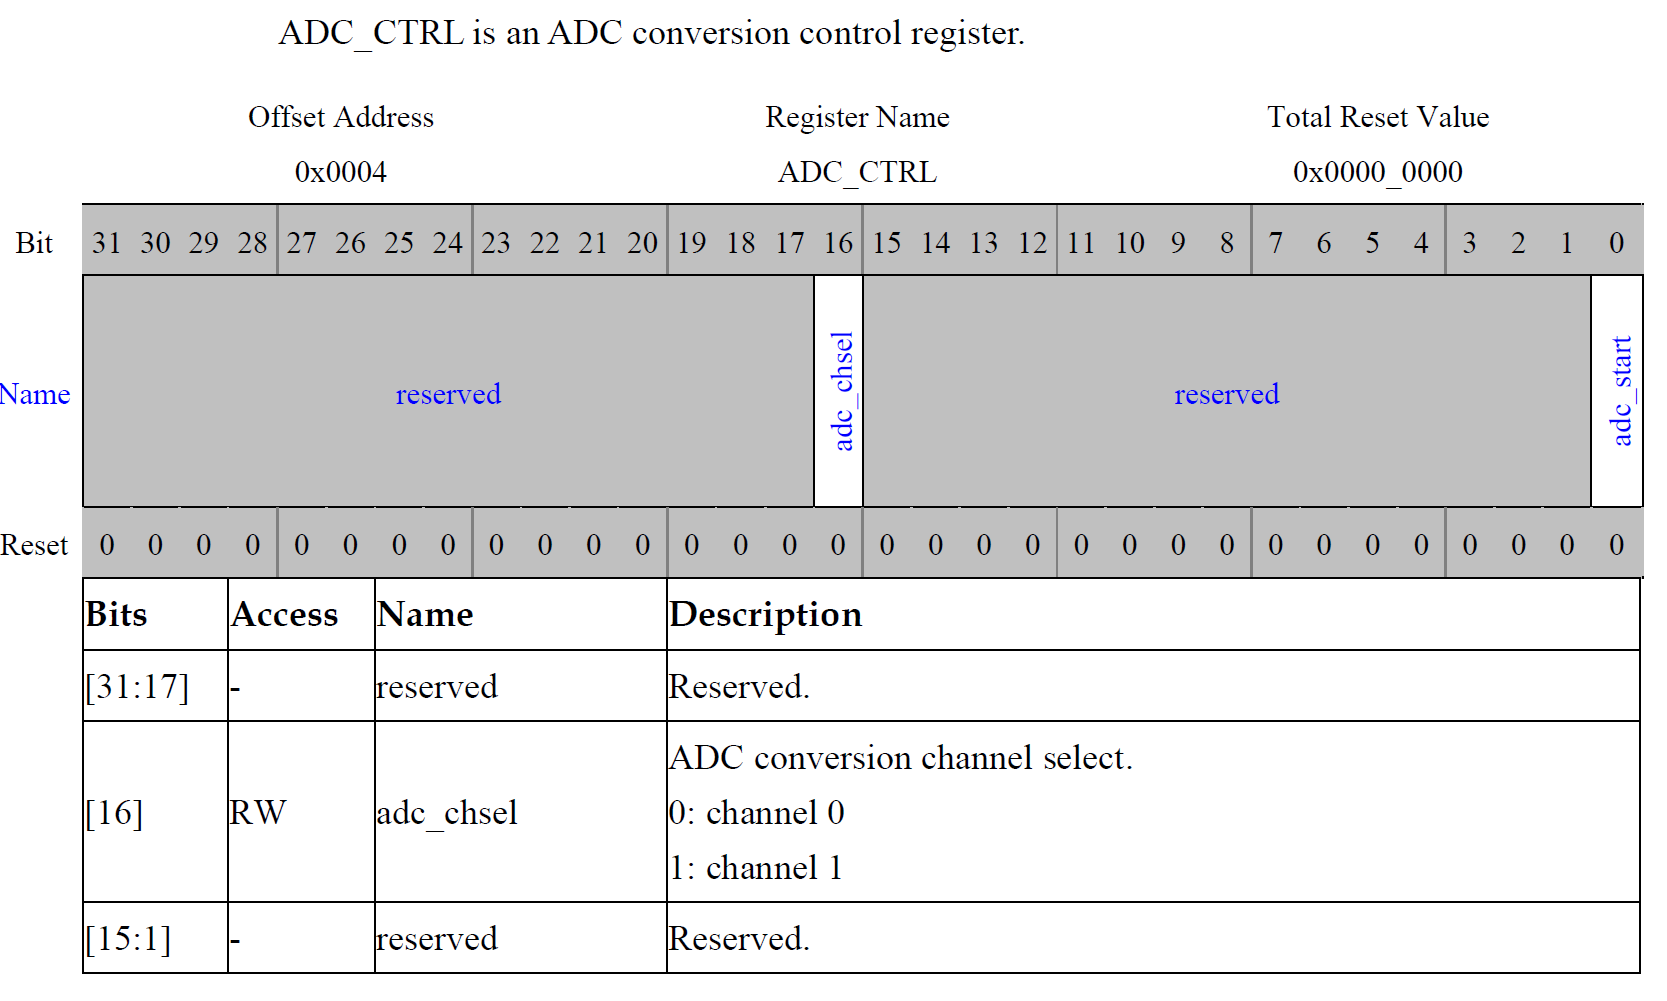 ADC_CTRL is an ADC conversion control register.
Offset Address Register Name Total Reset Value
0x0004 ADC_CTRL 0x0000_0000
Bit 31 30 29 28 27 26 25 24 23 22 21 20 19 18 17 16 15 14 13 12 11 10 9 8 7 6 5 4 3 2 1 0
Name reserved adc_chsel reserved adc_start
Reset 0 0 0 0 0 0 0 0 0 0 0 0 0 0 0 0 0 0 0 0 0 0 0 0 0 0 0 0 0 0 0 0
Bits Access Name Description
[31:17] - reserved Reserved.
[16] RW adc_chsel ADC conversion channel select.
0: channel 0
1: channel 1
[15:1] - reserved Reserved.